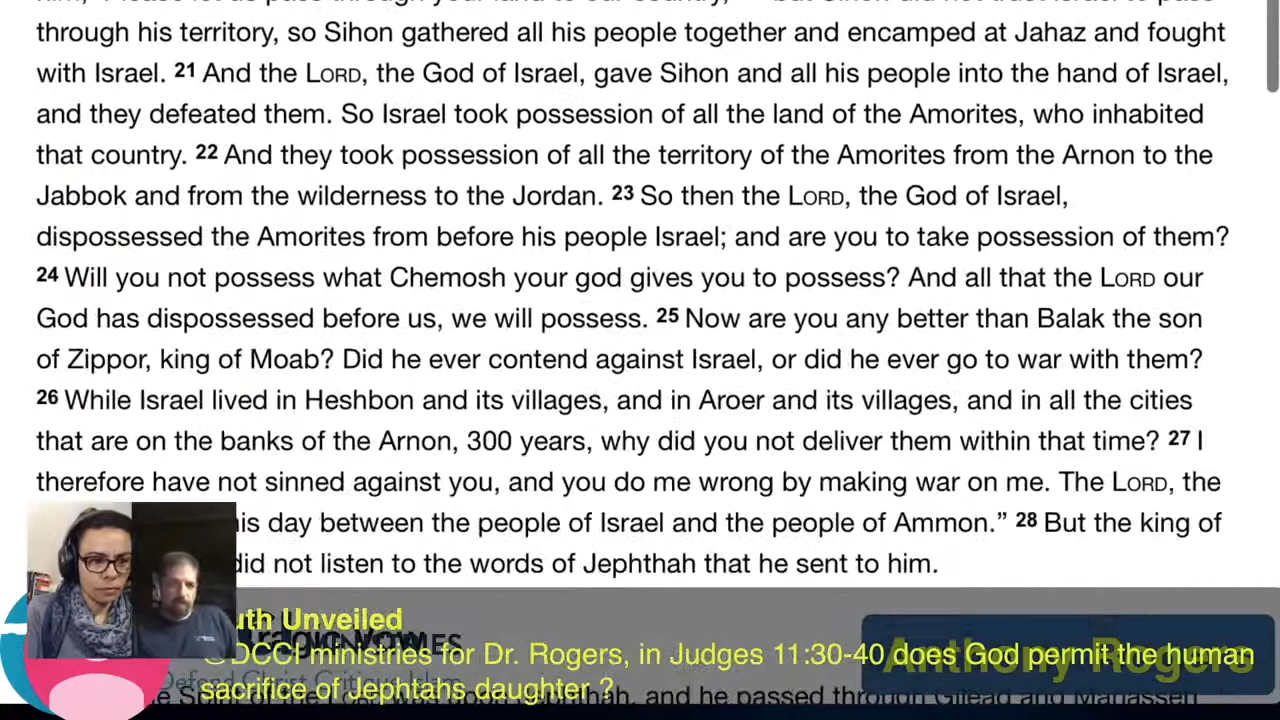 through his territory, so Sihon gathered all his people together and encamped at Jahaz and fought
with Israel. 21 And the LORD, the God of Israel, gave Sihon and all his people into the hand of Israel,
and they defeated them. So Israel took possession of all the land of the Amorites, who inhabited
that country. 22 And they took possession of all the territory of the Amorites from the Arnon to the
Jabbok and from the wilderness to the Jordan. 23 So then the LORD, the God of Israel,
dispossessed the Amorites from before his people Israel; and are you to take possession of them?
24 Will you not possess what Chemosh your god gives you to possess? And all that the LORD our
God has dispossessed before us, we will possess. 25 Now are you any better than Balak the son
of Zippor, king of Moab? Did he ever contend against Israel, or did he ever go to war with them?
26 While Israel lived in Heshbon and its villages, and in Aroer and its villages, and in all the cities
that are on the banks of the Arnon, 300 years, why did you not deliver them within that time? 27 I
therefore have not sinned against you, and you do me wrong by making war on me. The LORD, the
day between the people of Israel and the people of Ammon.” 28 But the king of
did not listen to the words of Jephthah that he sent to him.
Unveiled
DCCI ministries for Dr. Rogers, in Judges 11:30-40 does God permit the human
sacrifice of Jephtahs daughter ?
Anthony Rogers
and he passed through Gilead and Manasseh